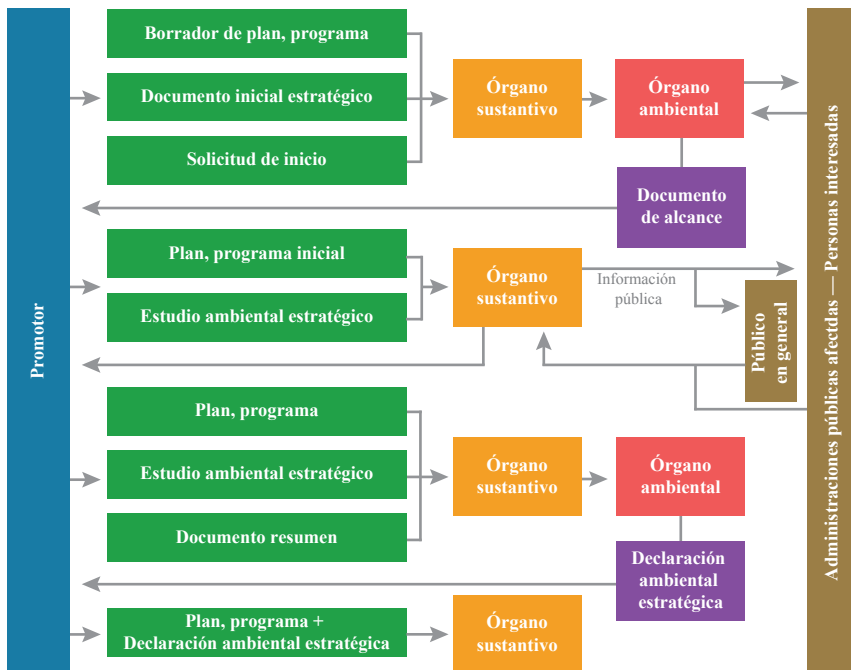 Promotor
Borrador de plan, programa
Documento inicial estratégico
Solicitud de inicio
Órgano
sustantivo
Órgano
ambiental
Documento
de alcance
Plan, programa inicial
Estudio ambiental estratégico
Órgano
sustantivo
Información
pública
Público
en general
Plan, programa
Estudio ambiental estratégico
Documento resumen
Órgano
sustantivo
Órgano
ambiental
Declaración
ambiental
estratégica
Plan, programa +
Declaración ambiental estratégica
Órgano
sustantivo
Administraciones públicas afectdas — Personas interesadas